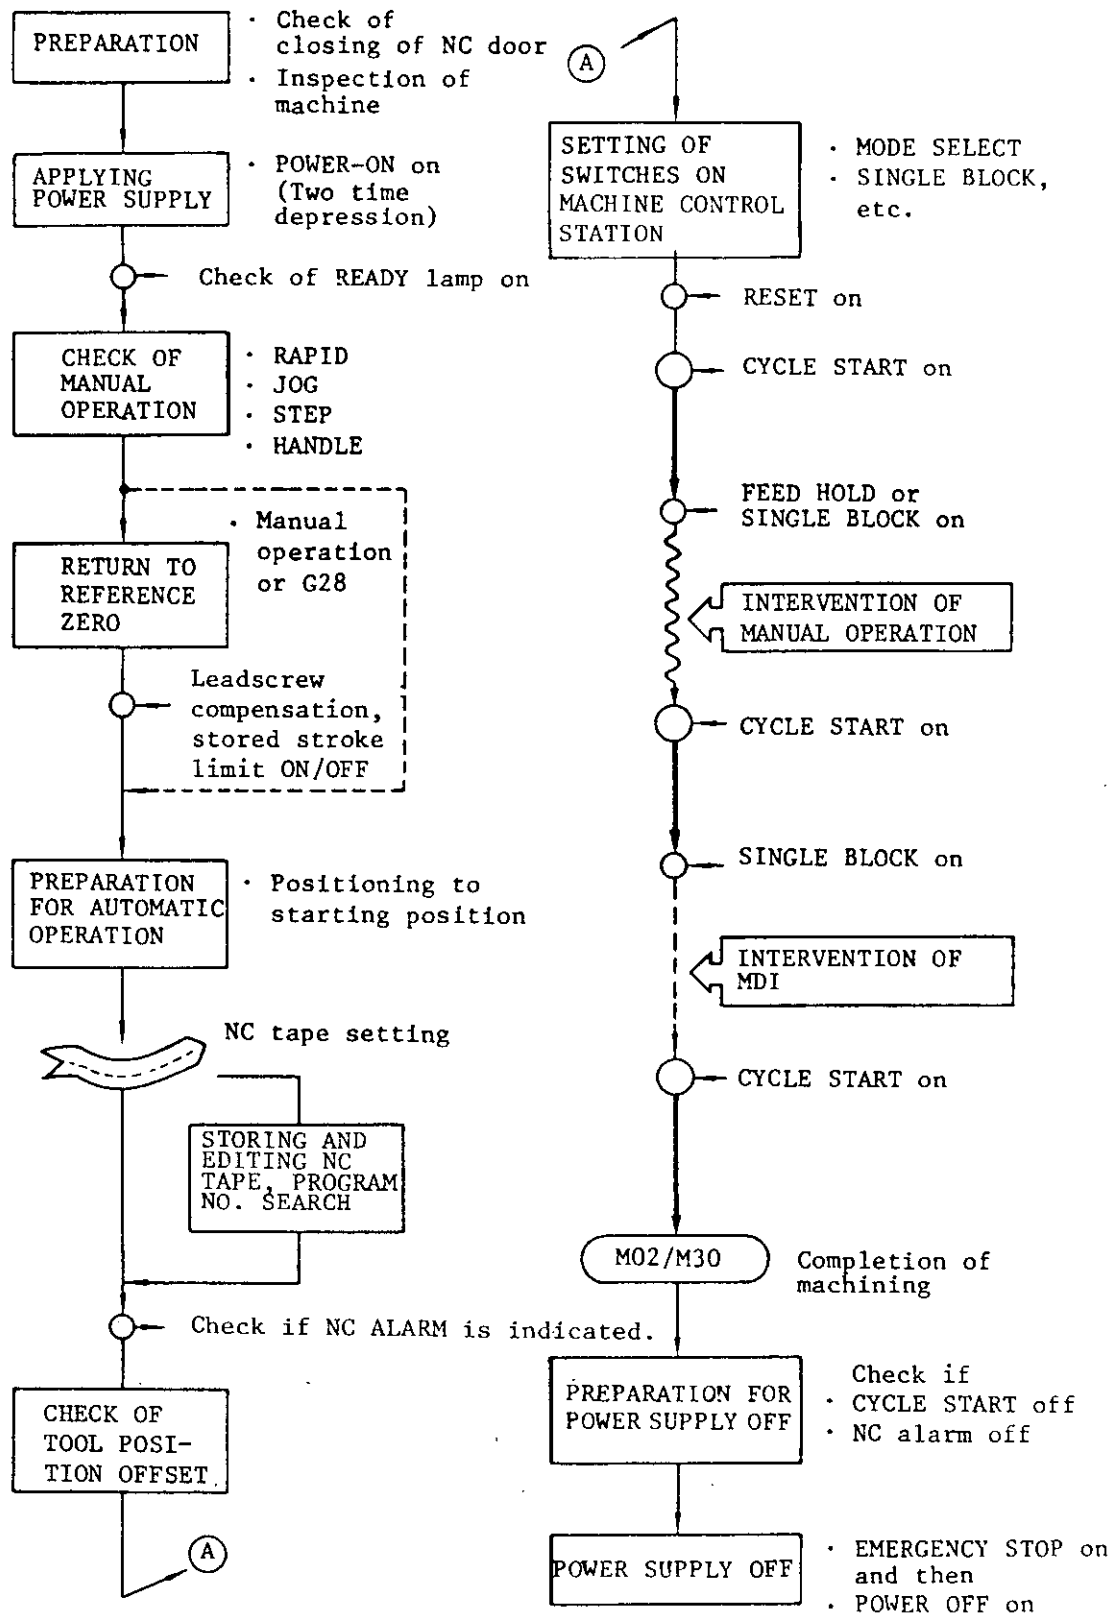 PREPARATION
· Check of
closing of NC door
· Inspection of
machine
APPLYING
POWER SUPPLY
· POWER-ON on
(Two time
depression)
Check of READY lamp on
CHECK OF
MANUAL
OPERATION
· RAPID
· JOG
· STEP
· HANDLE
· Manual
operation
or G28
RETURN TO
REFERENCE
ZERO
Leadscrew
compensation,
stored stroke
limit ON/OFF
PREPARATION
FOR AUTOMATIC
OPERATION
· Positioning to
starting position
NC tape setting
STORING AND
EDITING NC
TAPE, PROGRAM
NO. SEARCH
Check if NC ALARM is indicated.
CHECK OF
TOOL POSI-
TION OFFSET
A
A
SETTING OF
SWITCHES ON
MACHINE CONTROL
STATION
· MODE SELECT
· SINGLE BLOCK,
etc.
RESET on
CYCLE START on
FEED HOLD or
SINGLE BLOCK on
INTERVENTION OF
MANUAL OPERATION
CYCLE START on
SINGLE BLOCK on
INTERVENTION OF
MDI
CYCLE START on
M02/M30
Completion of
machining
PREPARATION FOR
POWER SUPPLY OFF
Check if
· CYCLE START off
· NC alarm off
POWER SUPPLY OFF
· EMERGENCY STOP on
and then
· POWER OFF on